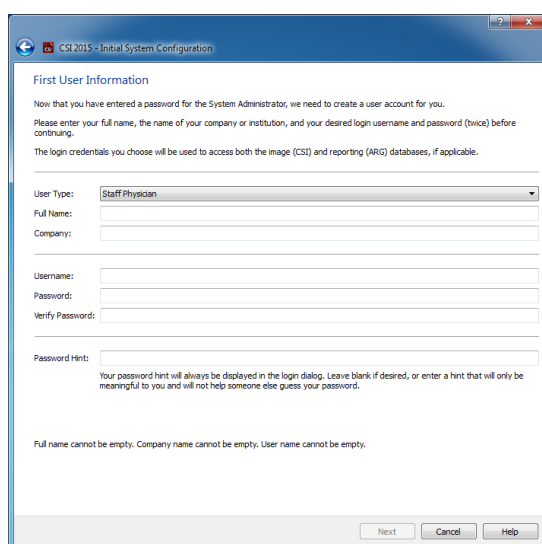 ? X
CSI CSI 2015 - Initial System Configuration
First User Information
Now that you have entered a password for the System Administrator, we need to create a user account for you.
Please enter your full name, the name of your company or institution, and your desired login username and password (twice) before
continuing.
The login credentials you choose will be used to access both the image (CSI) and reporting (ARG) databases, if applicable.
User Type: Staff Physician
Full Name:
Company:
Username:
Password:
Verify Password:
Password Hint:
Your password hint will always be displayed in the login dialog. Leave blank if desired, or enter a hint that will only be
meaningful to you and will not help someone else guess your password.
Full name cannot be empty. Company name cannot be empty. User name cannot be empty.
Next Cancel Help